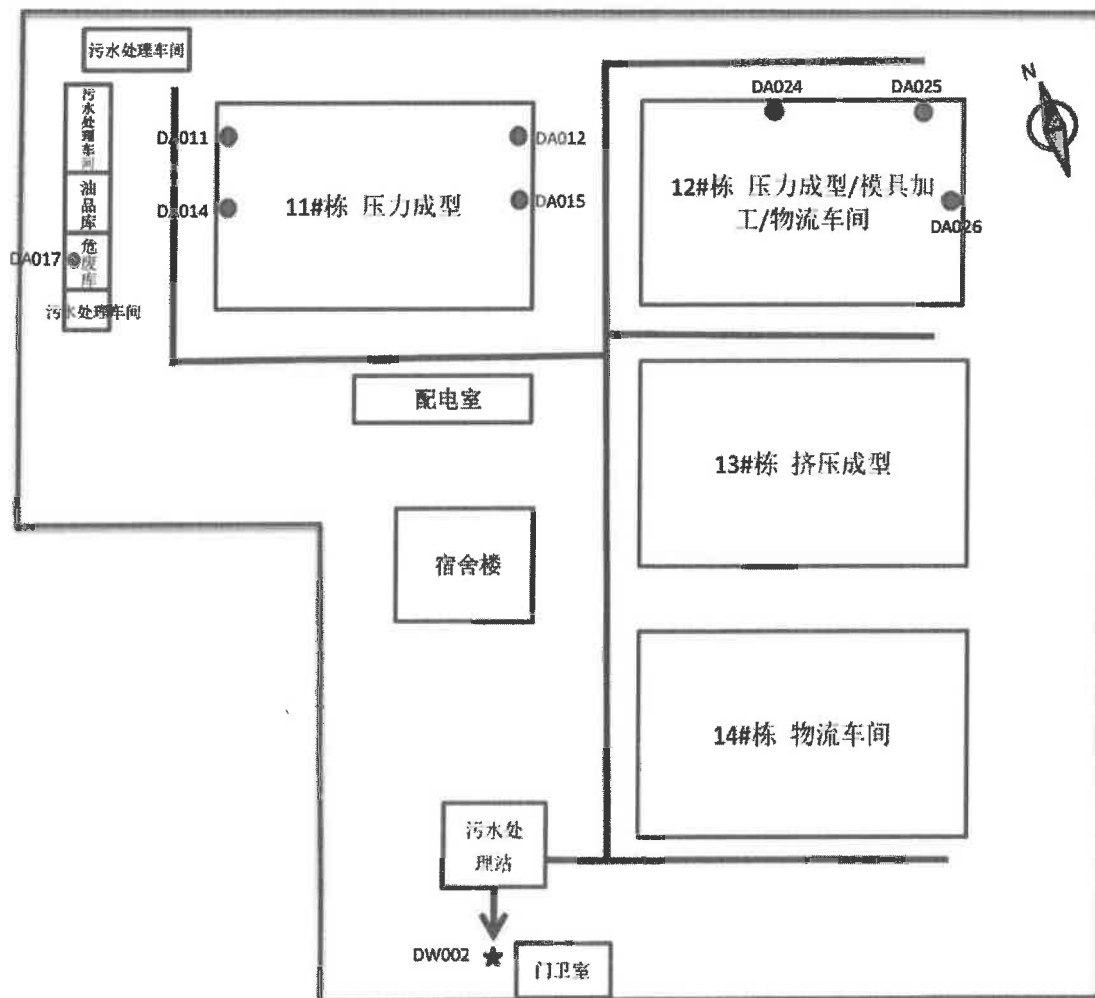 污水处理车间
N
DA024
DA025
污水处理车间
DA011
DA012
11#栋 压力成型
12#栋 压力成型/模具加
工/物流车间
油品库
DA014
DA015
DA026
DA017
危废库
污水处理车间
配电室
13#栋 挤压成型
宿舍楼
14#栋 物流车间
污水处
理站
DW002
门卫室